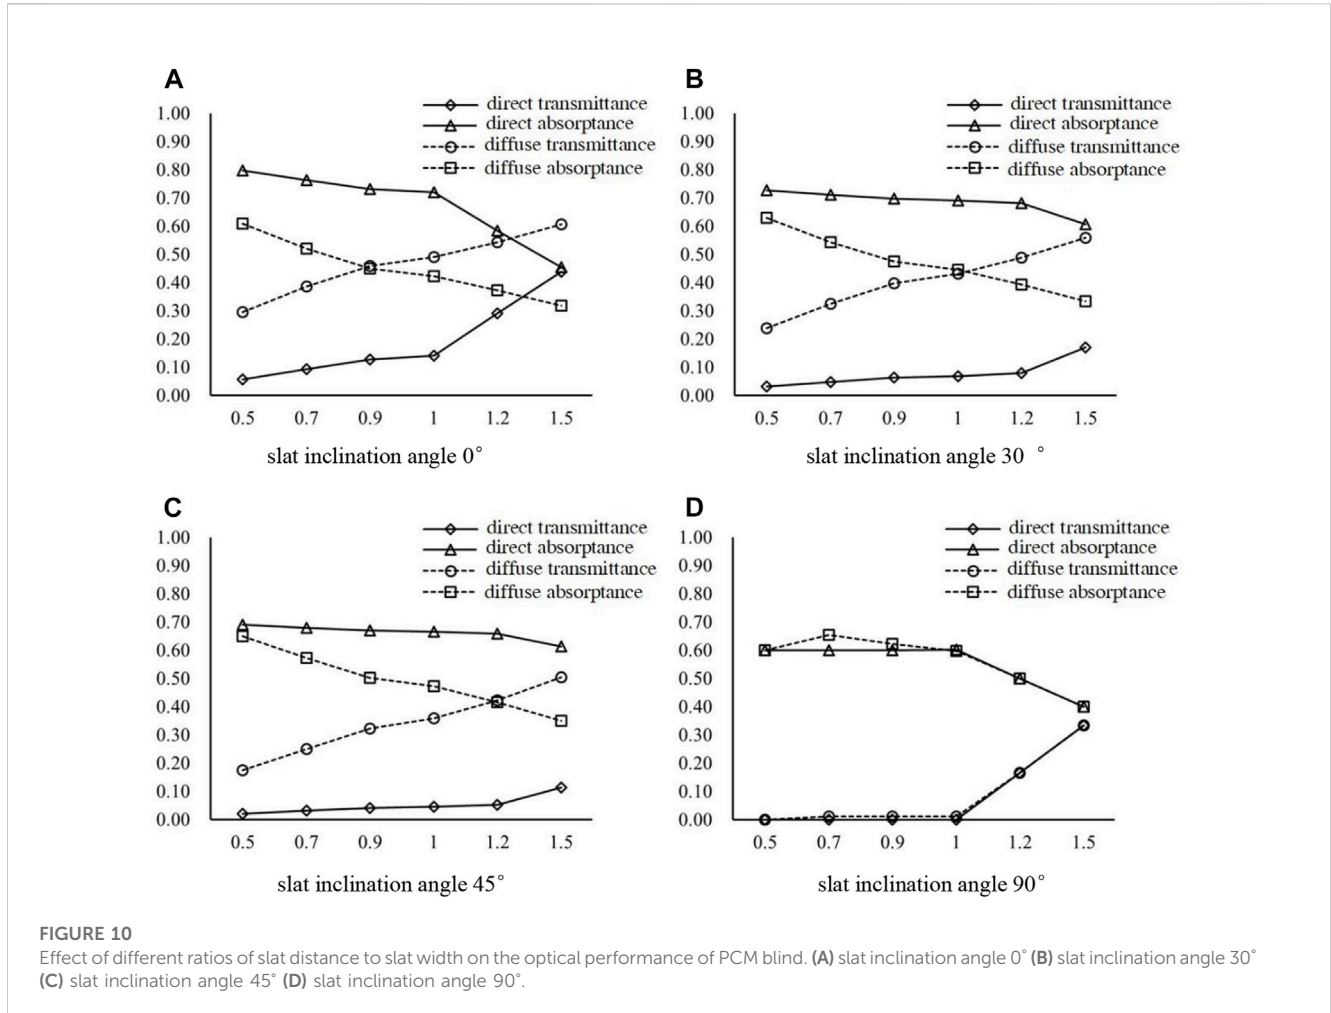 A
direct transmittance
direct absorptance
diffuse transmittance
diffuse absorptance
1.00
0.90
0.80
0.70
0.60
0.50
0.40
0.30
0.20
0.10
0.00
0.5 0.7 0.9 1 1.2 1.5
slat inclination angle 0°
B
direct transmittance
direct absorptance
diffuse transmittance
diffuse absorptance
1.00
0.90
0.80
0.70
0.60
0.50
0.40
0.30
0.20
0.10
0.00
0.5 0.7 0.9 1 1.2 1.5
slat inclination angle 30 °
C
direct transmittance
direct absorptance
diffuse transmittance
diffuse absorptance
1.00
0.90
0.80
0.70
0.60
0.50
0.40
0.30
0.20
0.10
0.00
0.5 0.7 0.9 1 1.2 1.5
slat inclination angle 45°
D
direct transmittance
direct absorptance
diffuse transmittance
diffuse absorptance
1.00
0.90
0.80
0.70
0.60
0.50
0.40
0.30
0.20
0.10
0.00
0.5 0.7 0.9 1 1.2 1.5
slat inclination angle 90°
FIGURE 10
Effect of different ratios of slat distance to slat width on the optical performance of PCM blind. (A) slat inclination angle 0° (B) slat inclination angle 30°
(C) slat inclination angle 45° (D) slat inclination angle 90°.